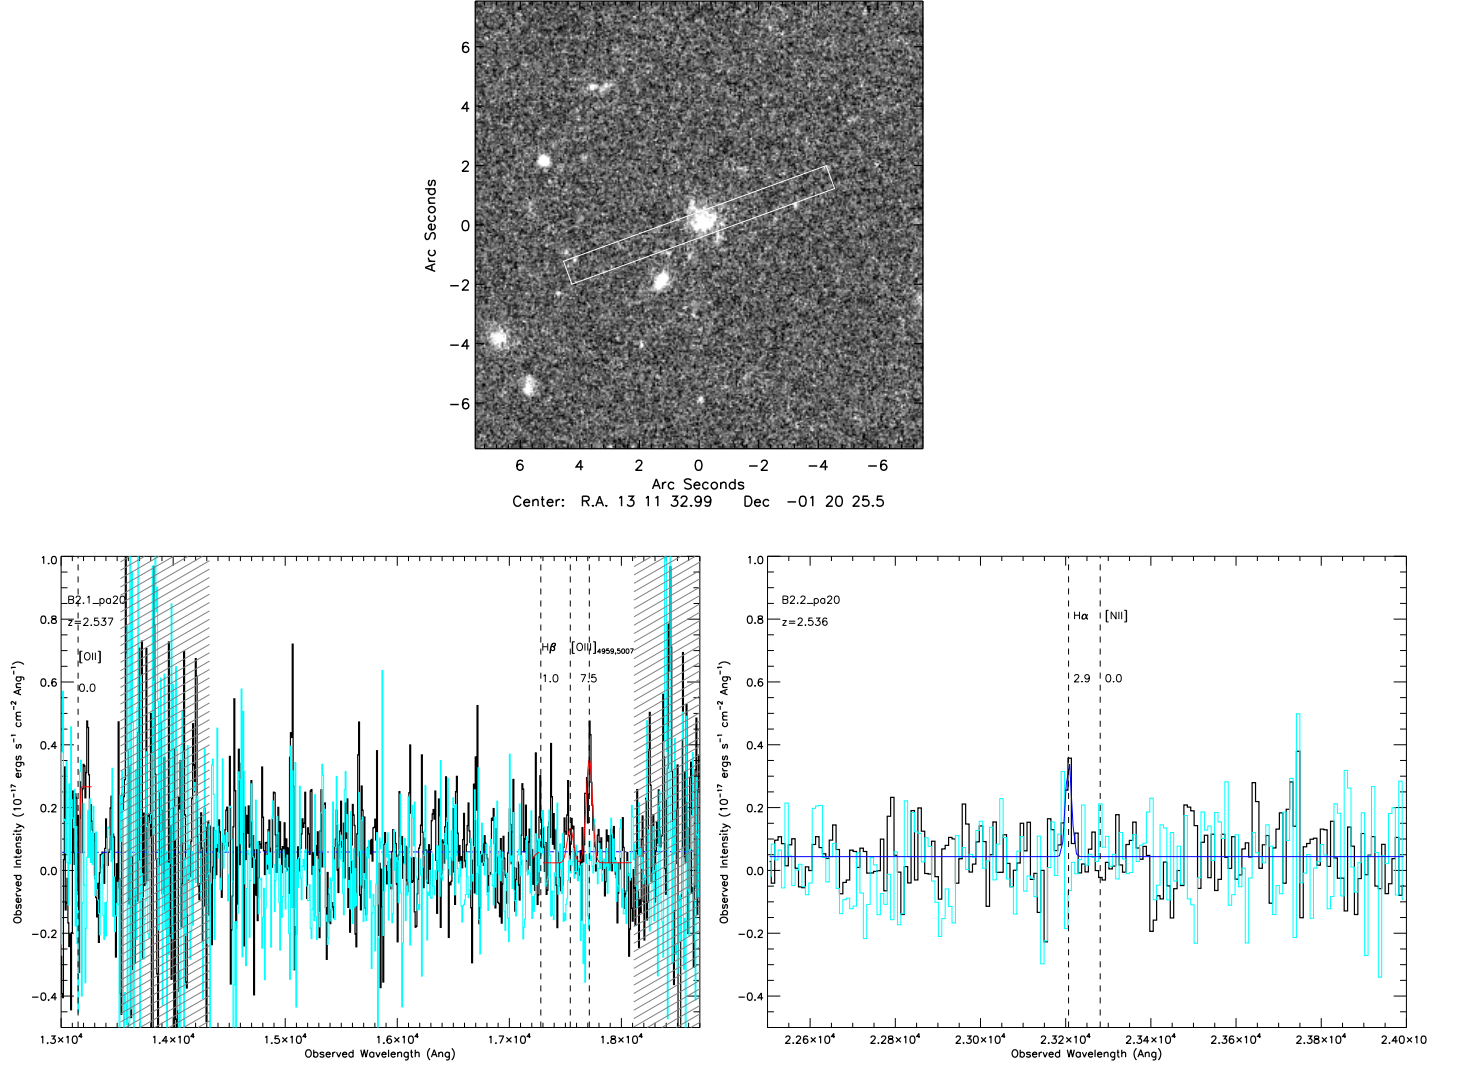 6
4
2
0
−2
−4
−6
Arc Seconds
6 4 2 0 −2 −4 −6
Arc Seconds
Center: R.A. 13 11 32.99 Dec −01 20 25.5
1.0
0.8
0.6
0.4
0.2
0.0
−0.2
−0.4
Observed Intensity (10⁻¹⁷ ergs s⁻¹ cm⁻² Ang⁻¹)
B2.1_pa20
z=2.537
[OII]
0.0
Hβ [OIII]4959,5007
1.0 7.5
1.3×10⁴ 1.4×10⁴ 1.5×10⁴ 1.6×10⁴ 1.7×10⁴ 1.8×10⁴
Observed Wavelength (Ang)
1.0
0.8
0.6
0.4
0.2
0.0
−0.2
−0.4
Observed Intensity (10⁻¹⁷ ergs s⁻¹ cm⁻² Ang⁻¹)
B2.2_pa20
z=2.536
Hα [NII]
2.9 0.0
2.26×10⁴ 2.28×10⁴ 2.30×10⁴ 2.32×10⁴ 2.34×10⁴ 2.36×10⁴ 2.38×10⁴ 2.40×10
Observed Wavelength (Ang)